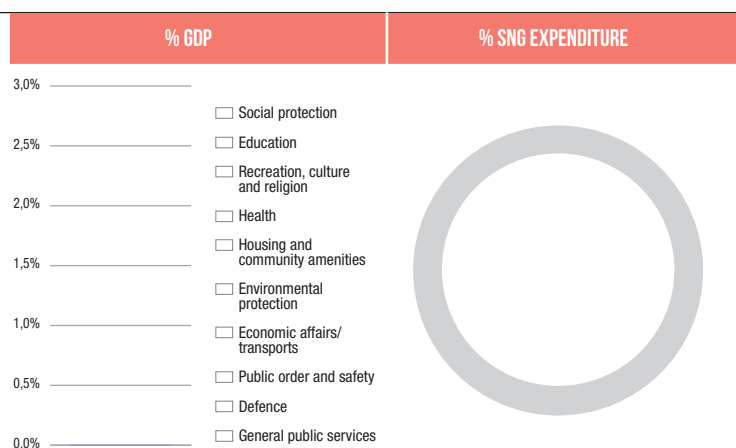 % GDP
% SNG EXPENDITURE
3,0%
2,5%
2,0%
1,5%
1,0%
0,5%
0,0%
Social protection
Education
Recreation, culture
and religion
Health
Housing and
community amenities
Environmental
protection
Economic affairs/
transports
Public order and safety
Defence
General public services